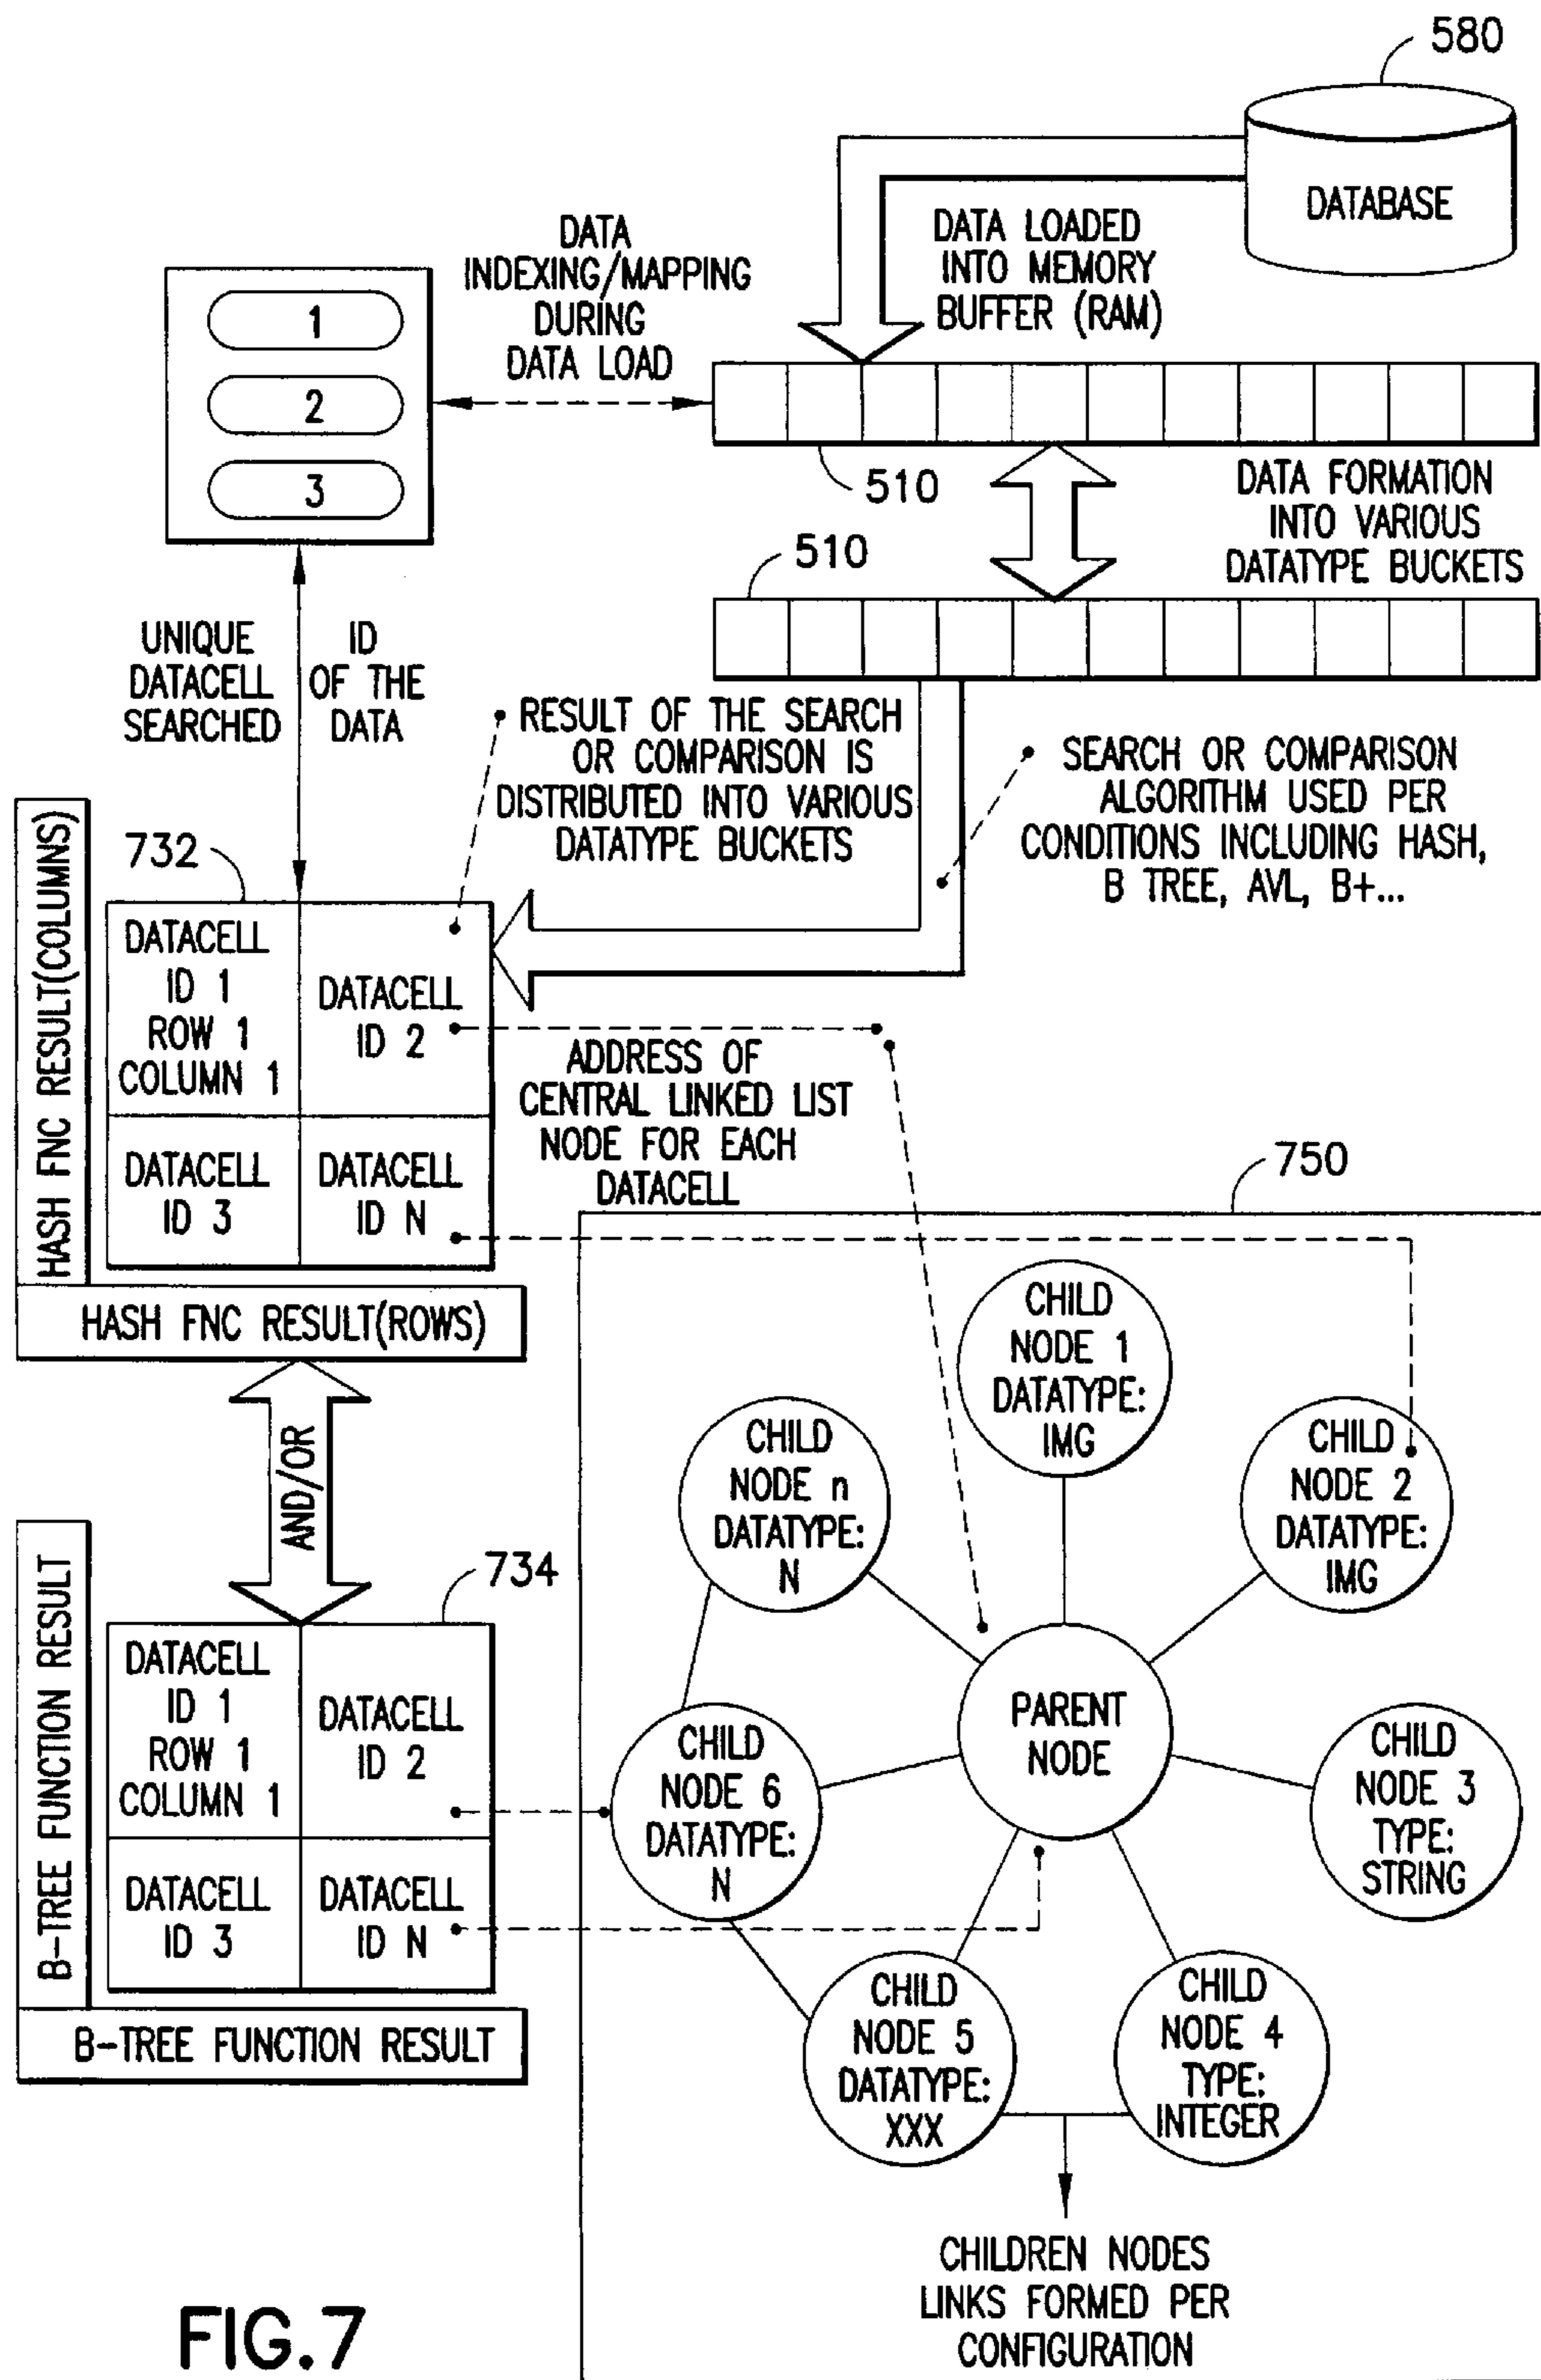 580
DATABASE
DATA LOADED
INTO MEMORY
BUFFER (RAM)
DATA
INDEXING/MAPPING
DURING
DATA LOAD
1
2
3
510
DATA FORMATION
INTO VARIOUS
DATATYPE BUCKETS
510
UNIQUE
DATACELL
SEARCHED
ID
OF THE
DATA
RESULT OF THE SEARCH
OR COMPARISON IS
DISTRIBUTED INTO VARIOUS
DATATYPE BUCKETS
SEARCH OR COMPARISON
ALGORITHM USED PER
CONDITIONS INCLUDING HASH,
B TREE, AVL, B+...
732
HASH FNC RESULT(COLUMNS)
DATACELL
ID 1
ROW 1
COLUMN 1
DATACELL
ID 2
DATACELL
ID 3
DATACELL
ID N
HASH FNC RESULT(ROWS)
ADDRESS OF
CENTRAL LINKED LIST
NODE FOR EACH
DATACELL
750
AND/OR
734
B-TREE FUNCTION RESULT
DATACELL
ID 1
ROW 1
COLUMN 1
DATACELL
ID 2
DATACELL
ID 3
DATACELL
ID N
B-TREE FUNCTION RESULT
CHILD
NODE 1
DATATYPE:
IMG
CHILD
NODE n
DATATYPE:
N
CHILD
NODE 2
DATATYPE:
IMG
PARENT
NODE
CHILD
NODE 6
DATATYPE:
N
CHILD
NODE 3
TYPE:
STRING
CHILD
NODE 5
DATATYPE:
XXX
CHILD
NODE 4
TYPE:
INTEGER
CHILDREN NODES
LINKS FORMED PER
CONFIGURATION
FIG.7